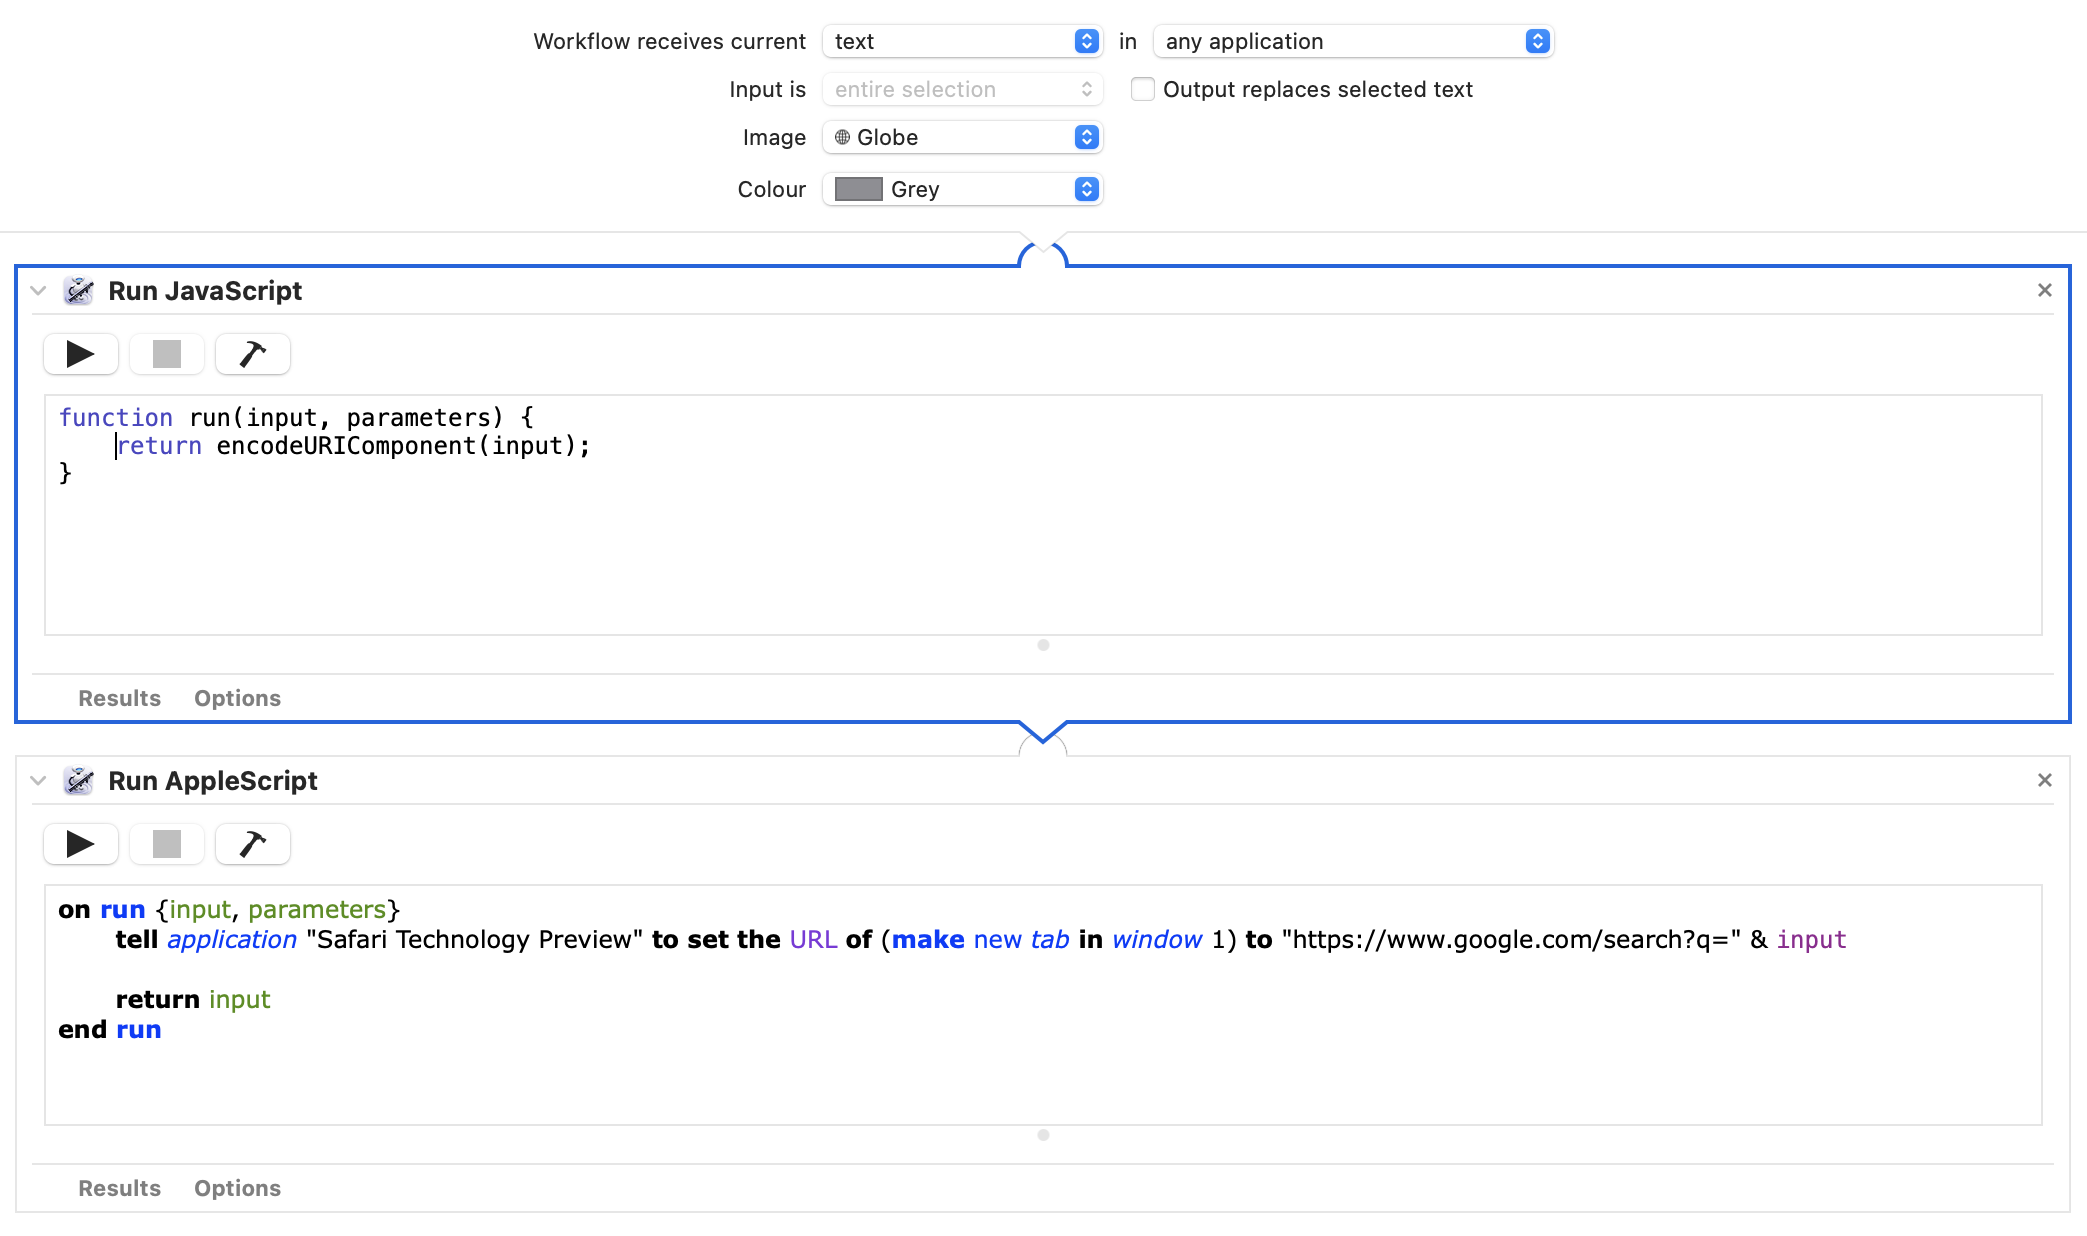 Workflow receives current text in any application
Input is entire selection Output replaces selected text
Image Globe
Colour Grey
Run JavaScript
function run(input, parameters) {
    return encodeURIComponent(input);
}
Results Options
Run AppleScript
on run {input, parameters}
    tell application "Safari Technology Preview" to set the URL of (make new tab in window 1) to "https://www.google.com/search?q=" & input
    return input
end run
Results Options